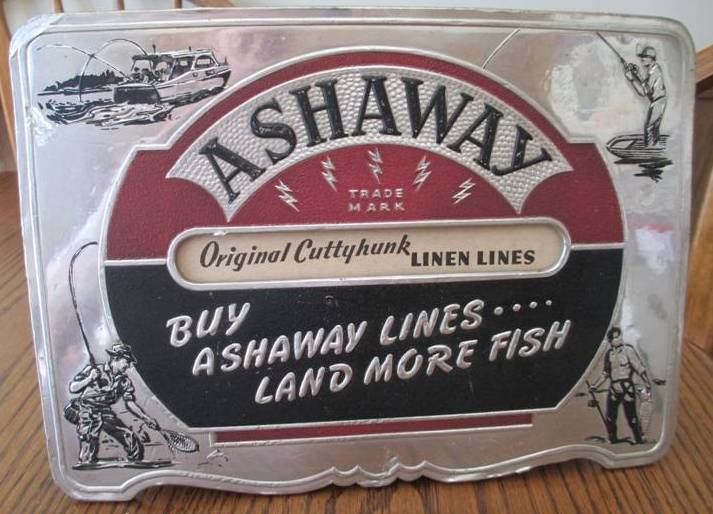 ASHAWAY
TRADE
MARK
Original Cuttyhunk LINEN LINES
BUY
ASHAWAY LINES....
LAND MORE FISH